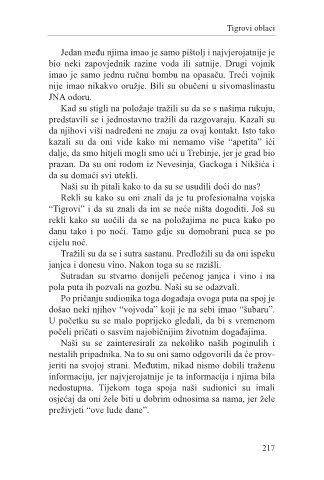 Tigrovi oblaci
Jedan među njima imao je samo pištolj i najvjerojatnije je
bio neki zapovjednik razine voda ili satnije. Drugi vojnik
imao je samo jednu ručnu bombu na opasaču. Treći vojnik
nije imao nikakvo oružje. Bili su obučeni u sivomaslinastu
JNA odoru.
Kad su stigli na položaje tražili su da se s našima rukuju,
predstavili se i jednostavno tražili da razgovaraju. Kazali su
da njihovi viši nadređeni ne znaju za ovaj kontakt. Isto tako
kazali su da oni vide kako mi nemamo više “apetita” ići
dalje, da smo htjeli mogli smo ući u Trebinje, jer je grad bio
prazan. Da su oni rodom iz Nevesinja, Gackoga i Nikšića i
da su domaći svi utekli.
Naši su ih pitali kako to da su se usudili doći do nas?
Rekli su kako su oni znali da je tu profesionalna vojska
“Tigrovi” i da su znali da im se neće ništa dogoditi. Još su
rekli kako su uočili da se na položajima ne puca kako po
danu tako i po noći. Tamo gdje su domobrani puca se po
cijelu noć.
Tražili su da se i sutra sastanu. Predložili su da oni ispeku
janjca i donesu vino. Nakon toga su se razišli.
Sutradan su stvarno donijeli pečenog janjca i vino i na
pola puta ih pozvali na gozbu. Naši su se odazvali.
Po pričanju sudionika toga događaja ovoga puta na spoj je
došao neki njihov “vojvoda” koji je na sebi imao “šubaru”.
U početku su se malo poprijeko gledali, da bi s vremenom
počeli pričati o sasvim najobičnijim životnim događajima.
Naši su se zainteresirali za nekoliko naših poginulih i
nestalih pripadnika. Na to su oni samo odgovorili da će prov-
jeriti na svojoj strani. Međutim, nikad nismo dobili traženu
informaciju, jer najvjerojatnije je ta informacija i njima bila
nedostupna. Tijekom toga spoja naši sudionici su imali
osjećaj da oni žele biti u dobrim odnosima sa nama, jer žele
preživjeti “ove lude dane”.
217